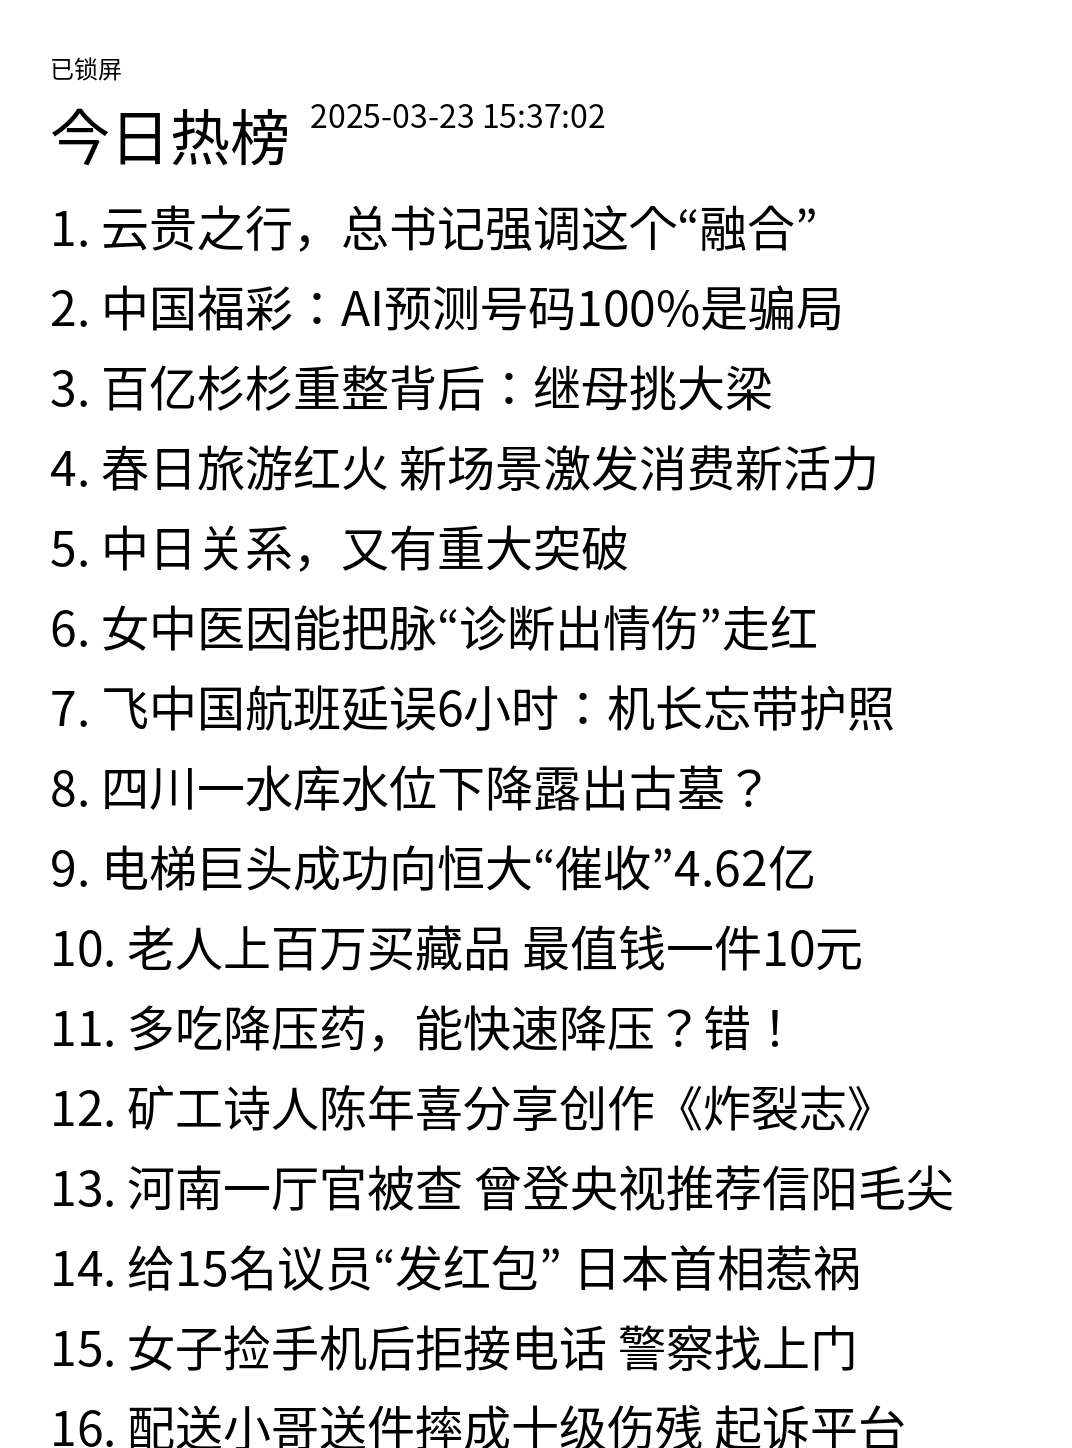 已锁屏
今日热榜 2025-03-23 15:37:02
1. 云贵之行，总书记强调这个“融合”
2. 中国福彩：AI预测号码100%是骗局
3. 百亿杉杉重整背后：继母挑大梁
4. 春日旅游红火 新场景激发消费新活力
5. 中日关系，又有重大突破
6. 女中医因能把脉“诊断出情伤”走红
7. 飞中国航班延误6小时：机长忘带护照
8. 四川一水库水位下降露出古墓？
9. 电梯巨头成功向恒大“催收”4.62亿
10. 老人上百万买藏品 最值钱一件10元
11. 多吃降压药，能快速降压？错！
12. 矿工诗人陈年喜分享创作《炸裂志》
13. 河南一厅官被查 曾登央视推荐信阳毛尖
14. 给15名议员“发红包” 日本首相惹祸
15. 女子捡手机后拒接电话 警察找上门
16. 配送小哥送件摔成十级伤残 起诉平台